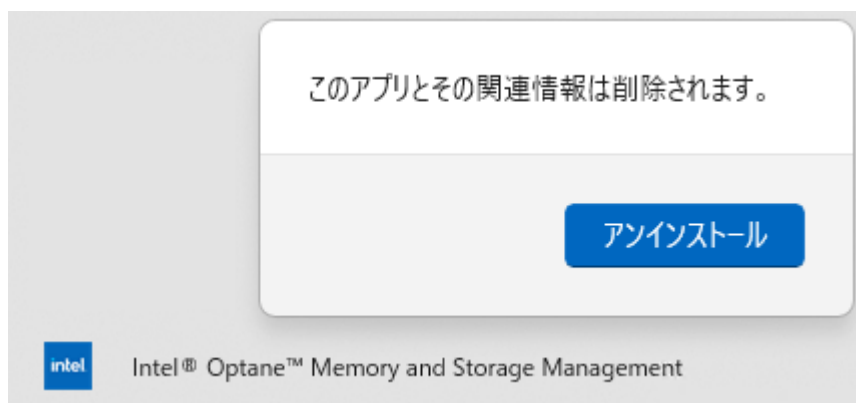 このアプリとその関連情報は削除されます。
アンインストール
intel
Intel® Optane™ Memory and Storage Management